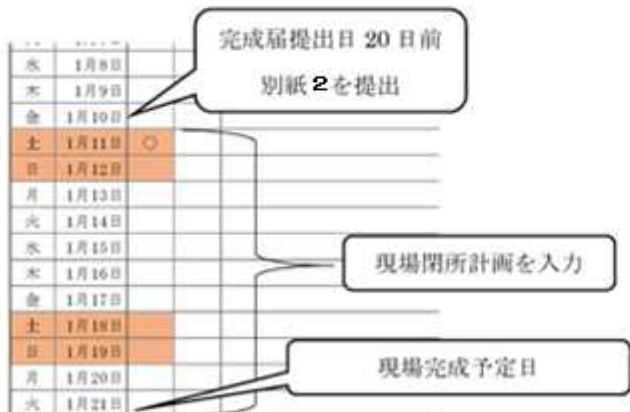 完成届提出日 20 日前
別紙 2 を提出
水 1月8日
木 1月9日
金 1月10日
土 1月11日 ○
日 1月12日
月 1月13日
火 1月14日
水 1月15日
木 1月16日
現場閉所計画を入力
金 1月17日
土 1月18日
日 1月19日
現場完成予定日
月 1月20日
火 1月21日